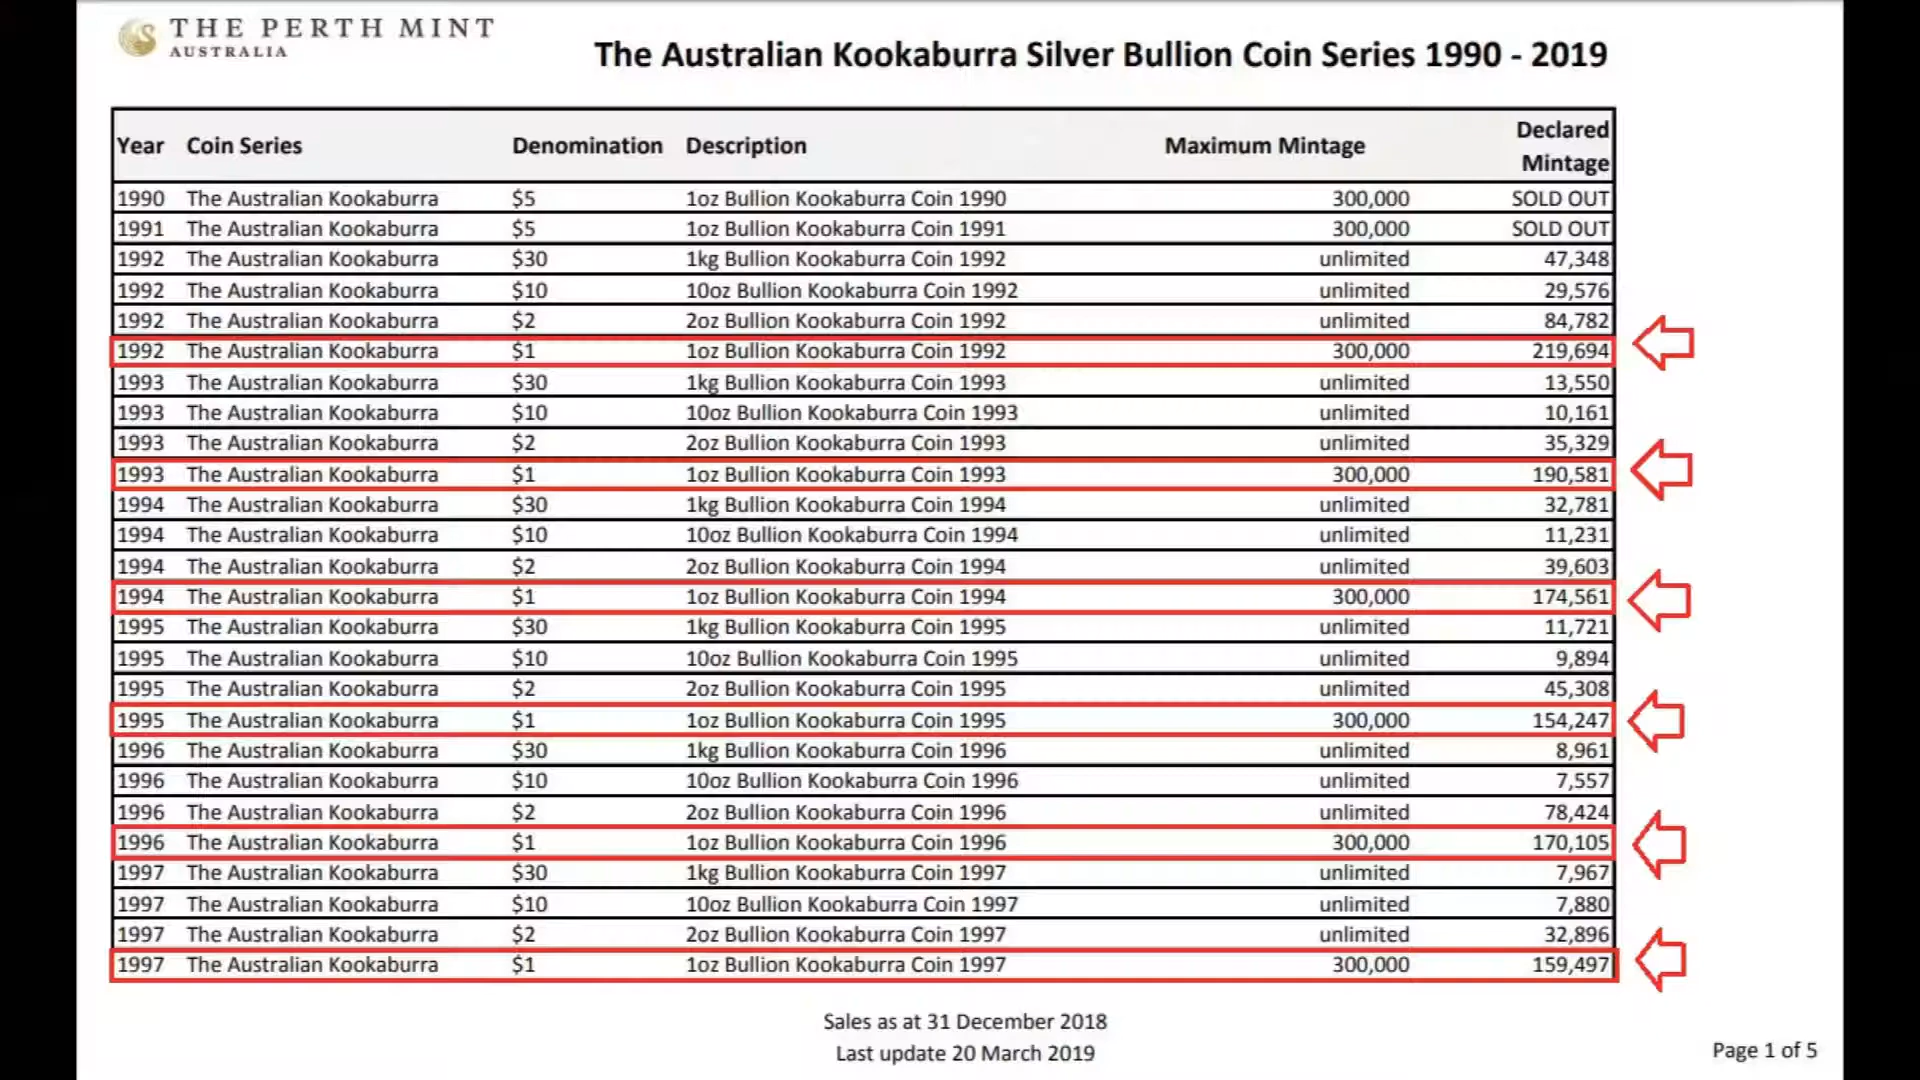 THE PERTH MINT
AUSTRALIA
The Australian Kookaburra Silver Bullion Coin Series 1990 - 2019
Year Coin Series Denomination Description Maximum Mintage Declared Mintage
1990 The Australian Kookaburra $5 1oz Bullion Kookaburra Coin 1990 300,000 SOLD OUT
1991 The Australian Kookaburra $5 1oz Bullion Kookaburra Coin 1991 300,000 SOLD OUT
1992 The Australian Kookaburra $30 1kg Bullion Kookaburra Coin 1992 unlimited 47,348
1992 The Australian Kookaburra $10 10oz Bullion Kookaburra Coin 1992 unlimited 29,576
1992 The Australian Kookaburra $2 2oz Bullion Kookaburra Coin 1992 unlimited 84,782
1992 The Australian Kookaburra $1 1oz Bullion Kookaburra Coin 1992 300,000 219,694
1993 The Australian Kookaburra $30 1kg Bullion Kookaburra Coin 1993 unlimited 13,550
1993 The Australian Kookaburra $10 10oz Bullion Kookaburra Coin 1993 unlimited 10,161
1993 The Australian Kookaburra $2 2oz Bullion Kookaburra Coin 1993 unlimited 35,329
1993 The Australian Kookaburra $1 1oz Bullion Kookaburra Coin 1993 300,000 190,581
1994 The Australian Kookaburra $30 1kg Bullion Kookaburra Coin 1994 unlimited 32,781
1994 The Australian Kookaburra $10 10oz Bullion Kookaburra Coin 1994 unlimited 11,231
1994 The Australian Kookaburra $2 2oz Bullion Kookaburra Coin 1994 unlimited 39,603
1994 The Australian Kookaburra $1 1oz Bullion Kookaburra Coin 1994 300,000 174,561
1995 The Australian Kookaburra $30 1kg Bullion Kookaburra Coin 1995 unlimited 11,721
1995 The Australian Kookaburra $10 10oz Bullion Kookaburra Coin 1995 unlimited 9,894
1995 The Australian Kookaburra $2 2oz Bullion Kookaburra Coin 1995 unlimited 45,308
1995 The Australian Kookaburra $1 1oz Bullion Kookaburra Coin 1995 300,000 154,247
1996 The Australian Kookaburra $30 1kg Bullion Kookaburra Coin 1996 unlimited 8,961
1996 The Australian Kookaburra $10 10oz Bullion Kookaburra Coin 1996 unlimited 7,557
1996 The Australian Kookaburra $2 2oz Bullion Kookaburra Coin 1996 unlimited 78,424
1996 The Australian Kookaburra $1 1oz Bullion Kookaburra Coin 1996 300,000 170,105
1997 The Australian Kookaburra $30 1kg Bullion Kookaburra Coin 1997 unlimited 7,967
1997 The Australian Kookaburra $10 10oz Bullion Kookaburra Coin 1997 unlimited 7,880
1997 The Australian Kookaburra $2 2oz Bullion Kookaburra Coin 1997 unlimited 32,896
1997 The Australian Kookaburra $1 1oz Bullion Kookaburra Coin 1997 300,000 159,497
Sales as at 31 December 2018
Last update 20 March 2019
Page 1 of 5